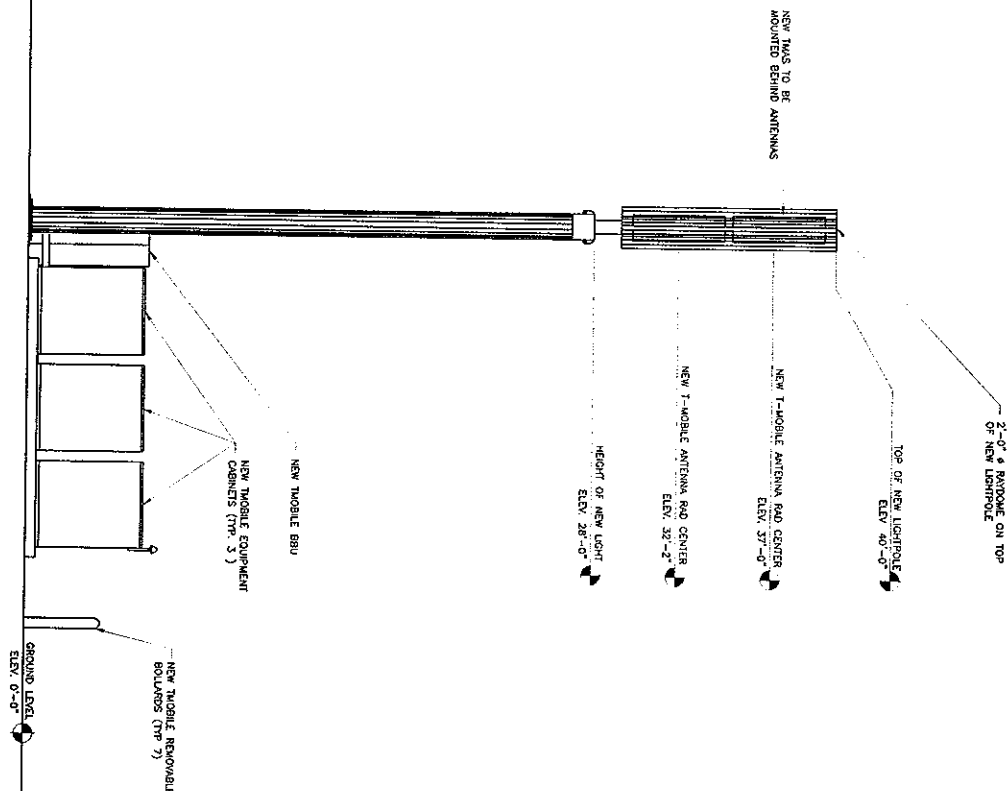 2'-0" ϕ RAYDOME ON TOP
OF NEW LIGHTPOLE
TOP OF NEW LIGHTPOLE
ELEV 40'-0"
NEW T-MOBILE ANTENNA RAD CENTER
ELEV. 37'-0"
NEW T-MOBILE ANTENNA RAD CENTER
ELEV. 32'-2"
HEIGHT OF NEW LIGHT
ELEV. 28'-0"
NEW TMAS TO BE
MOUNTED BEHIND ANTENNAS
NEW TMOBILE BBU
NEW TMOBILE EQUIPMENT
CABINETS (TYP. 3 )
NEW TMOBILE REMOVABLE
BOLLARDS (TYP 7)
GROUND LEVEL
ELEV. 0'-0"